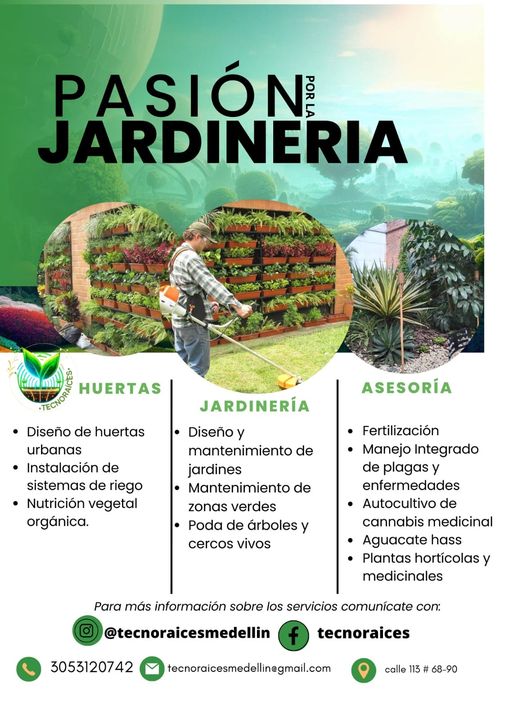 PASIÓN
POR LA
JARDINERIA
TECNORAICES
HUERTAS
Diseño de huertas
urbanas
Instalación de
sistemas de riego
Nutrición vegetal
orgánica.
JARDINERÍA
Diseño y
mantenimiento de
jardines
Mantenimiento de
zonas verdes
Poda de árboles y
cercos vivos
ASESORÍA
Fertilización
Manejo Integrado
de plagas y
enfermedades
Autocultivo de
cannabis medicinal
Aguacate hass
Plantas hortícolas y
medicinales
Para más información sobre los servicios comunícate con:
@tecnoraicesmedellin tecnoraices
3053120742 tecnoraicesmedellin@gmail.com calle 113 # 68-90